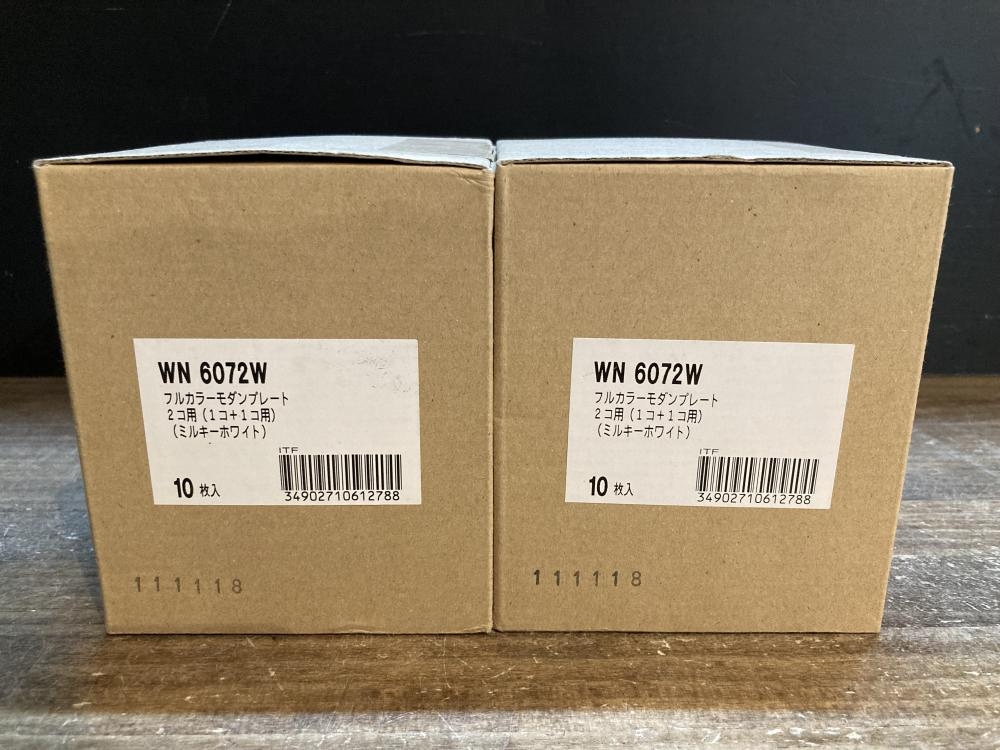 WN 6072W
フルカラーモダンプレート
2コ用(1コ+1コ用)
(ミルキーホワイト)
ITF
10 枚入
34902710612788
111118
WN 6072W
フルカラーモダンプレート
2コ用(1コ+1コ用)
(ミルキーホワイト)
ITF
10 枚入
34902710612788
111118